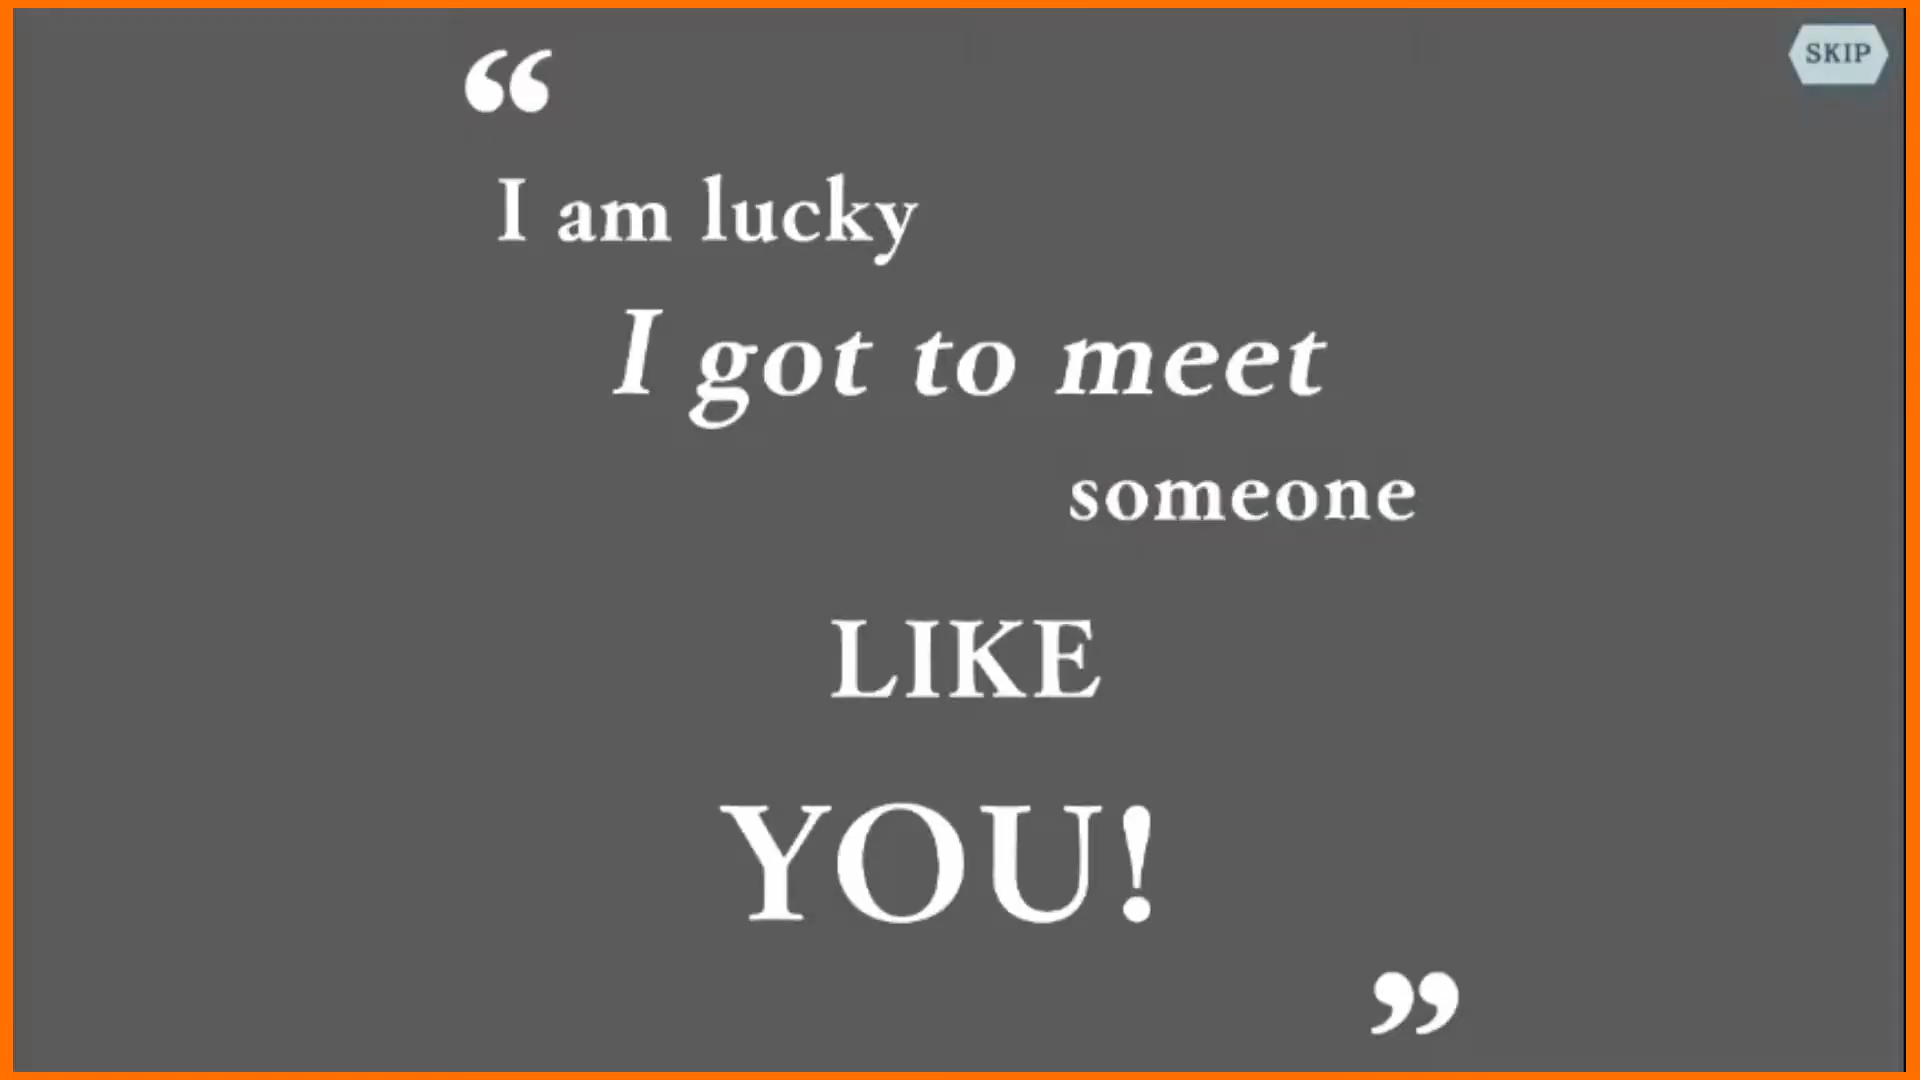 SKIP
“
I am lucky
I got to meet
someone
LIKE
YOU!
”